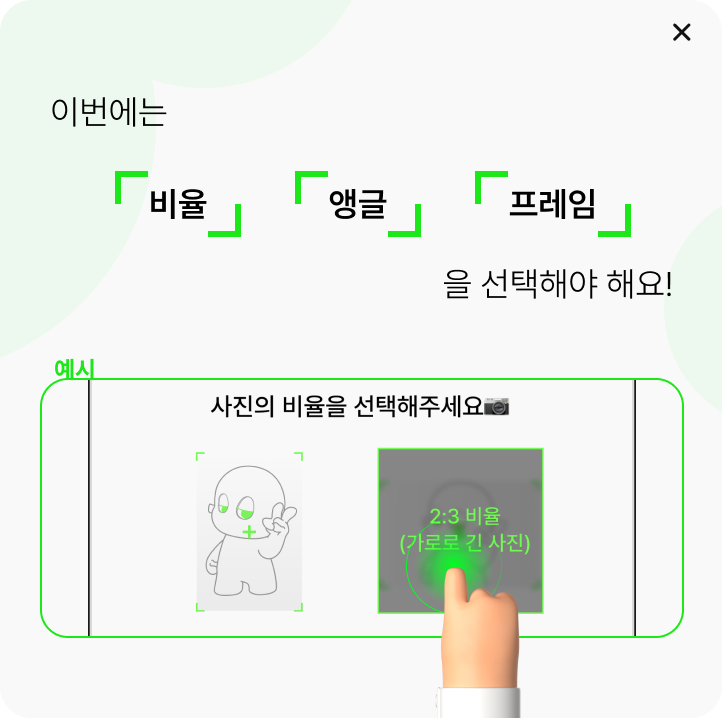 이번에는
비율 앵글 프레임
을 선택해야 해요!
예시
사진의 비율을 선택해주세요📷
2:3 비율
(가로로 긴 사진)